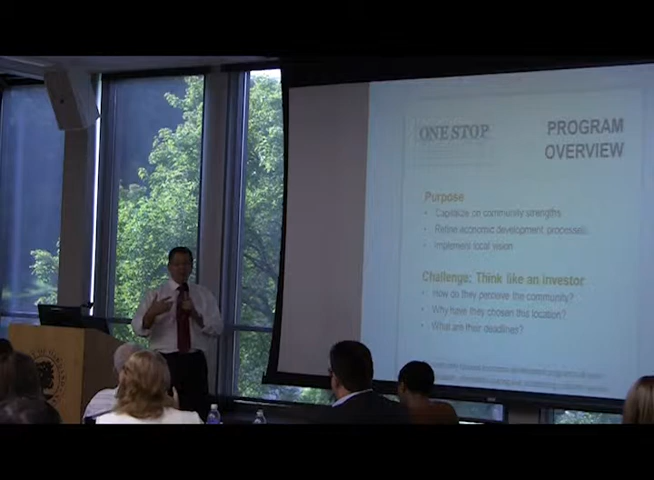 ONE STOP
PROGRAM
OVERVIEW
Purpose
• Capitalize on community strengths
• Refine economic development processes
• Implement local vision
Challenge: Think like an investor
• How do they perceive the community?
• Why have they chosen this location?
• What are their deadlines?